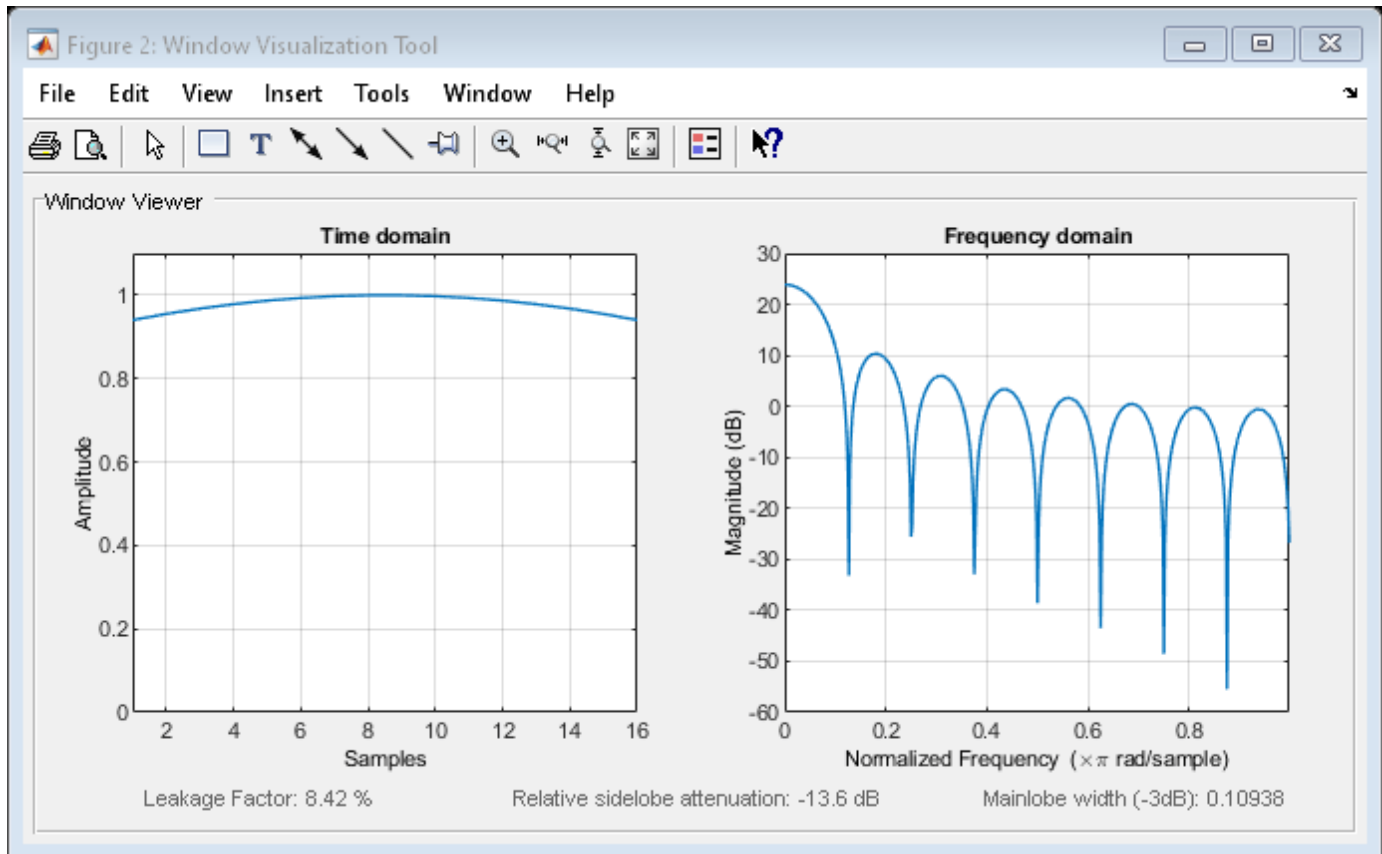 Figure 2: Window Visualization Tool
File Edit View Insert Tools Window Help
T
?
Window Viewer
Time domain
1
0.8
0.6
0.4
0.2
0
Amplitude
2 4 6 8 10 12 14 16
Samples
Frequency domain
30
20
10
0
-10
-20
-30
-40
-50
-60
Magnitude (dB)
0 0.2 0.4 0.6 0.8
Normalized Frequency (×π rad/sample)
Leakage Factor: 8.42 % Relative sidelobe attenuation: -13.6 dB Mainlobe width (-3dB): 0.10938